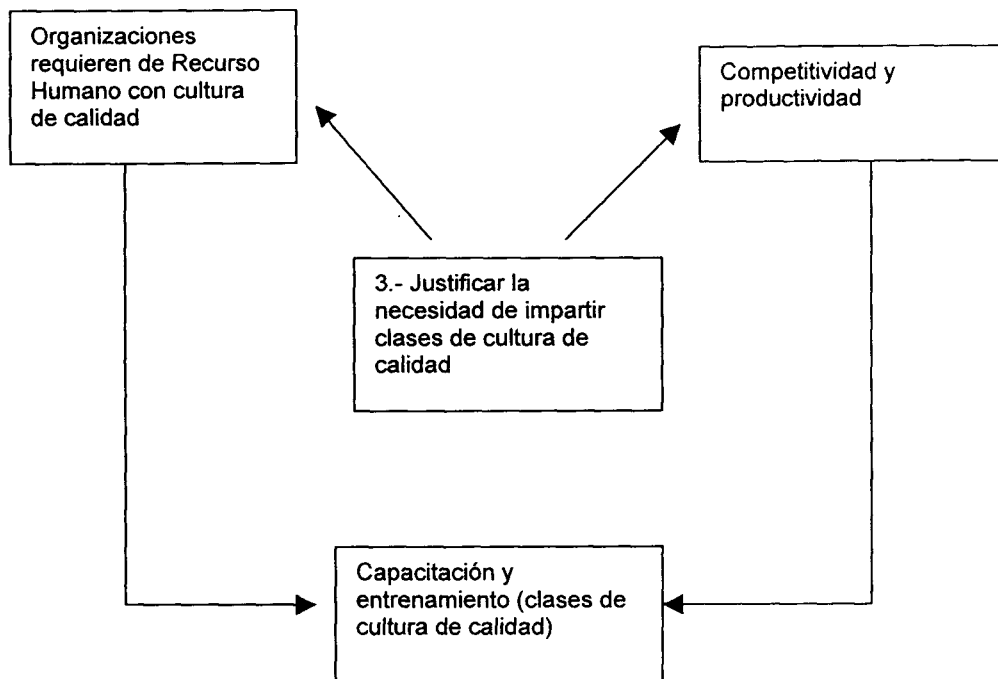 Organizaciones
requieren de Recurso
Humano con cultura
de calidad
Competitividad y
productividad
3.- Justificar la
necesidad de impartir
clases de cultura de
calidad
Capacitación y
entrenamiento (clases de
cultura de calidad)